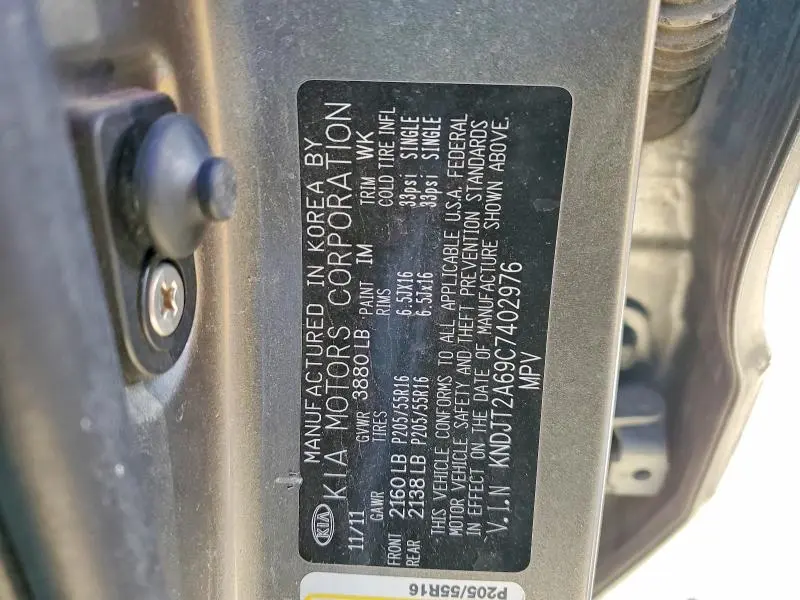 KIA
MANUFACTURED IN KOREA BY
KIA MOTORS CORPORATION
11/11 GVWR 3880 LB PAINT IM TRIM WK
GAWR TIRES RIMS COLD TIRE INFL
FRONT 2160 LB P205/55R16 6.5JX16 33psi SINGLE
REAR 2138 LB P205/55R16 6.5Jx16 33psi SINGLE
THIS VEHICLE CONFORMS TO ALL APPLICABLE U.S.A. FEDERAL
MOTOR VEHICLE SAFETY AND THEFT PREVENTION STANDARDS
IN EFFECT ON THE DATE OF MANUFACTURE SHOWN ABOVE.
V.I.N KNDJT2A69C7402976
MPV
P205/55R16